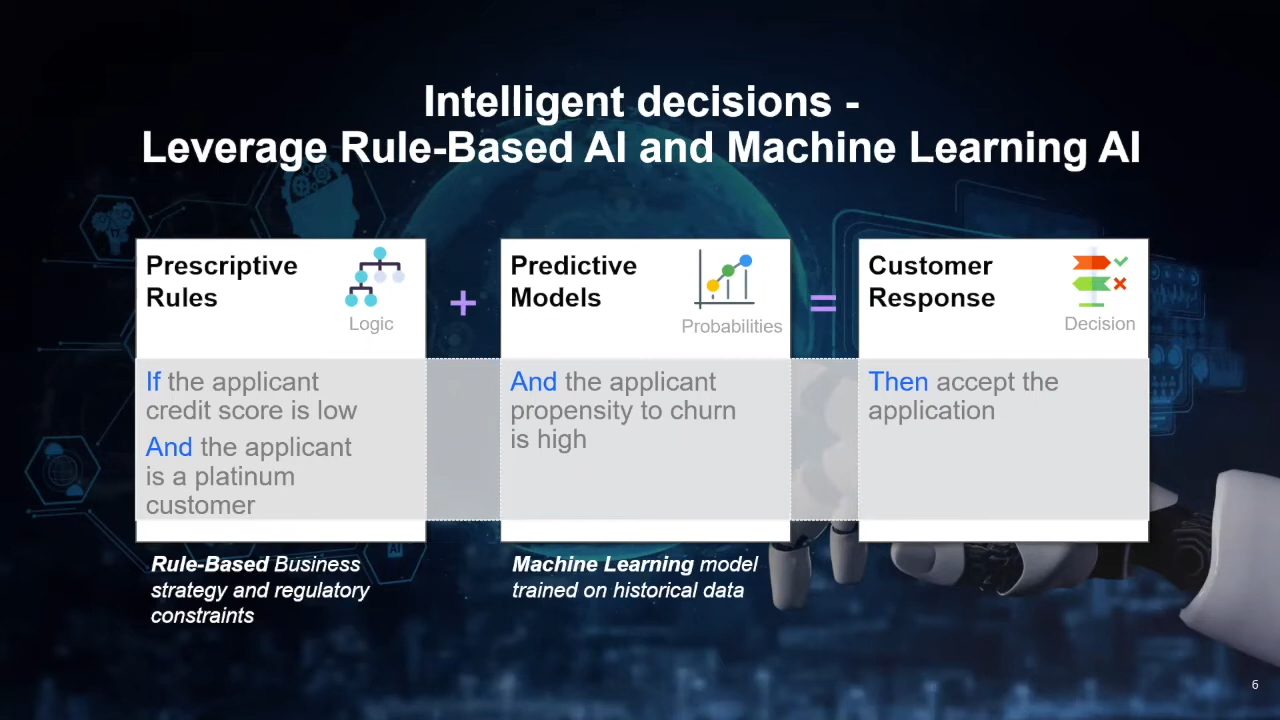 Intelligent decisions -
Leverage Rule-Based AI and Machine Learning AI
Prescriptive
Rules
Logic
If the applicant
credit score is low
And the applicant
is a platinum
customer
Rule-Based Business
strategy and regulatory
constraints
+
Predictive
Models
Probabilities
And the applicant
propensity to churn
is high
Machine Learning model
trained on historical data
=
Customer
Response
Decision
Then accept the
application
AI
6